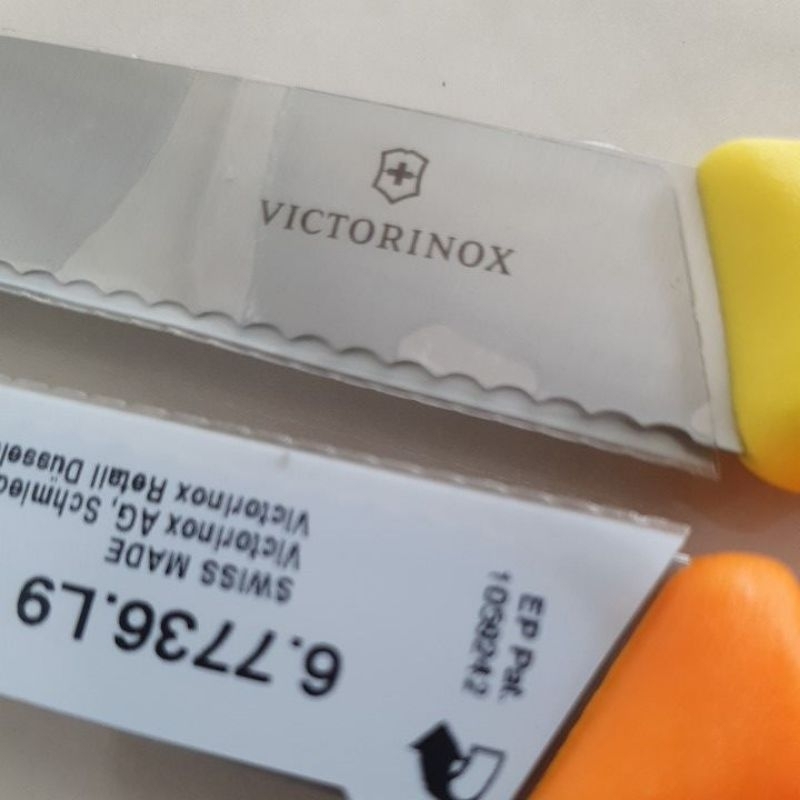 VICTORINOX
6.7736.L9
SWISS MADE
Victorinox AG,
Victorinox Retail
EP Pat.